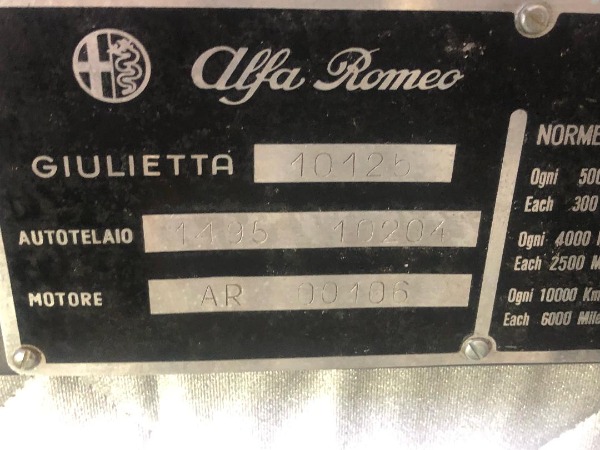 Alfa Romeo
GIULIETTA 10125
AUTOTELAIO 1495 10204
MOTORE AR 00106
NORME
Ogni 500
Each 300
Ogni 4000
Each 2500 M
Ogni 10000 Km
Each 6000 Mile